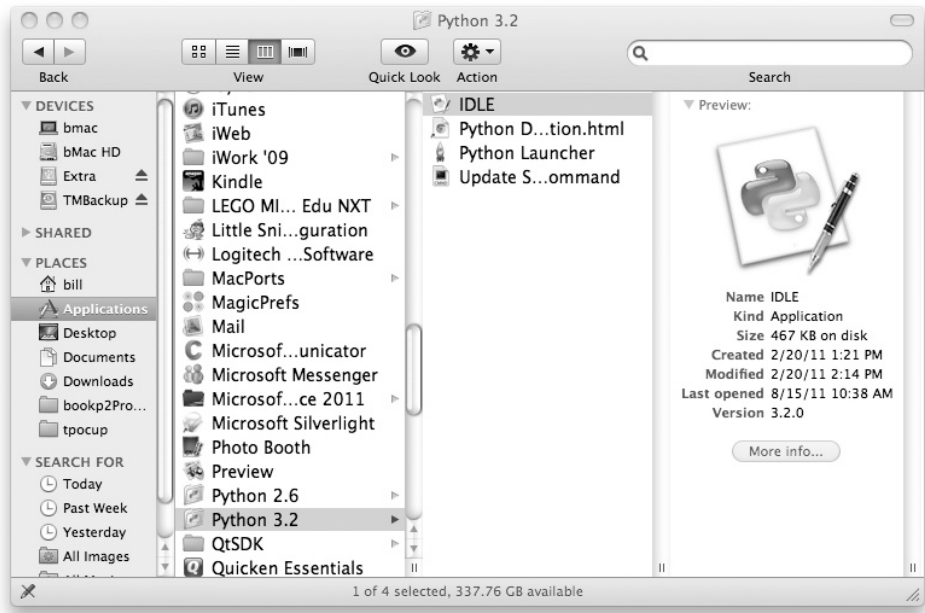 Python 3.2
Back
View
Quick Look
Action
Search
DEVICES
bmac
bMac HD
Extra
TMBackup
SHARED
PLACES
bill
Applications
Desktop
Documents
Downloads
bookp2Pro...
tpocup
SEARCH FOR
Today
Past Week
Yesterday
All Images
iTunes
iWeb
iWork '09
Kindle
LEGO MI... Edu NXT
Little Sni...guration
Logitech ...Software
MacPorts
MagicPrefs
Mail
Microsof...unicator
Microsoft Messenger
Microsof...ce 2011
Microsoft Silverlight
Photo Booth
Preview
Python 2.6
Python 3.2
QtSDK
Quicken Essentials
IDLE
Python D...tion.html
Python Launcher
Update S...ommand
Preview:
Name IDLE
Kind Application
Size 467 KB on disk
Created 2/20/11 1:21 PM
Modified 2/20/11 2:14 PM
Last opened 8/15/11 10:38 AM
Version 3.2.0
More info...
1 of 4 selected, 337.76 GB available